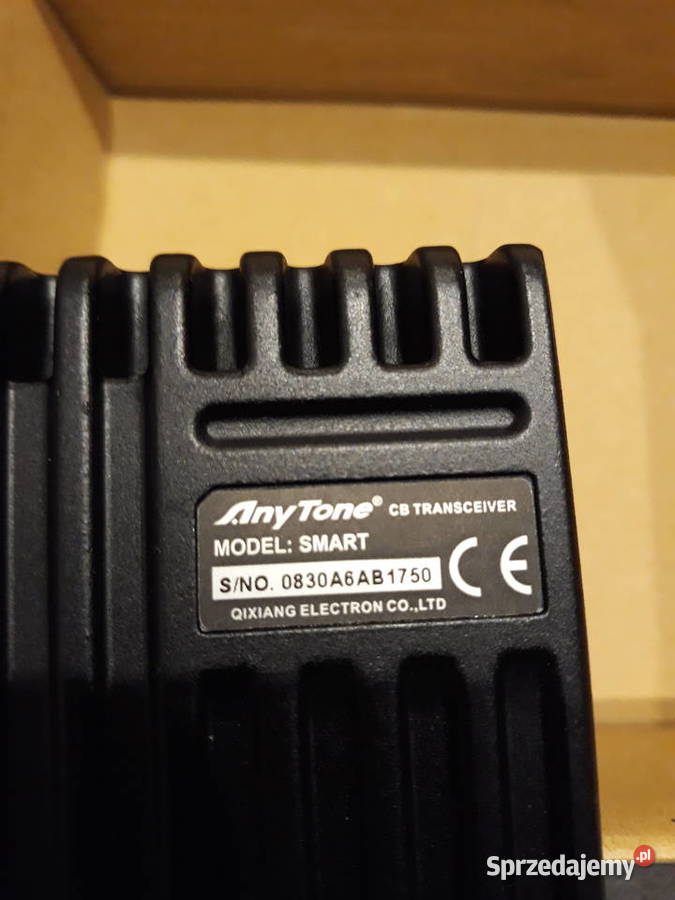 AnyTone® CB TRANSCEIVER
MODEL: SMART
S/NO. 0830A6AB1750 CE
QIXIANG ELECTRON CO.,LTD
Sprzedajemy.pl